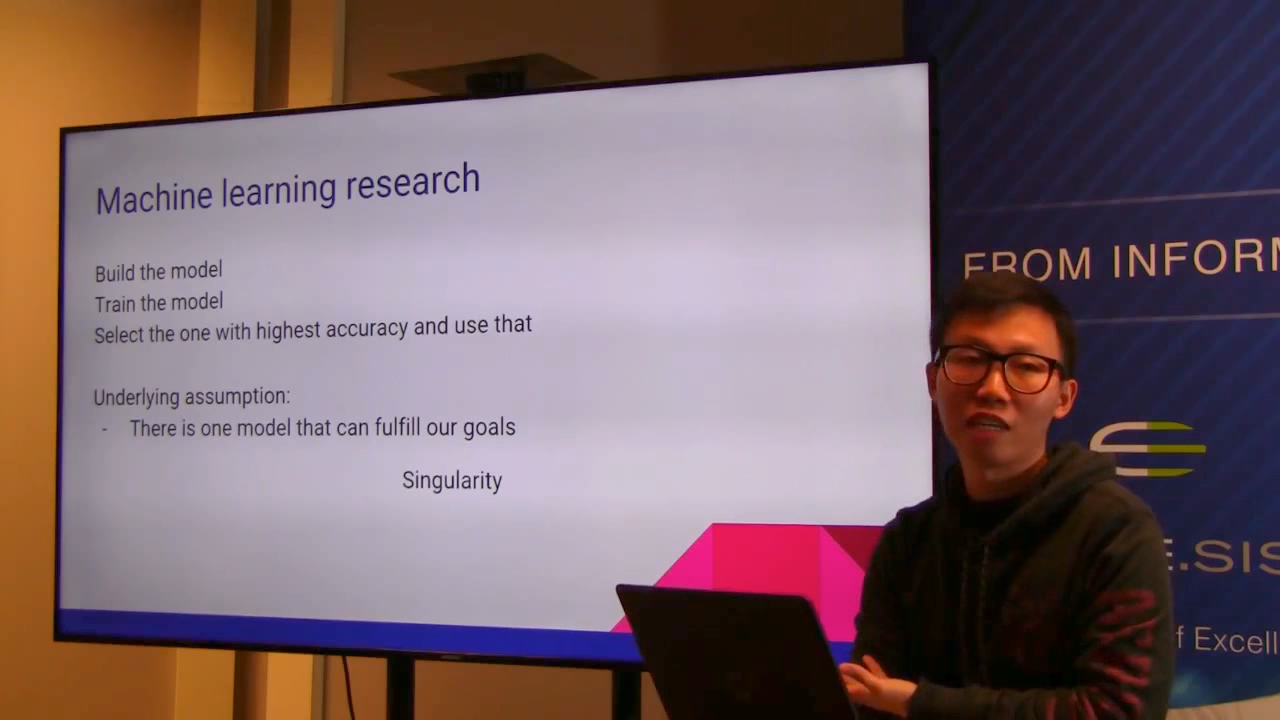 Machine learning research
Build the model
Train the model
Select the one with highest accuracy and use that
Underlying assumption:
- There is one model that can fulfill our goals
Singularity
FROM INFORM
E.SIS
f Excell